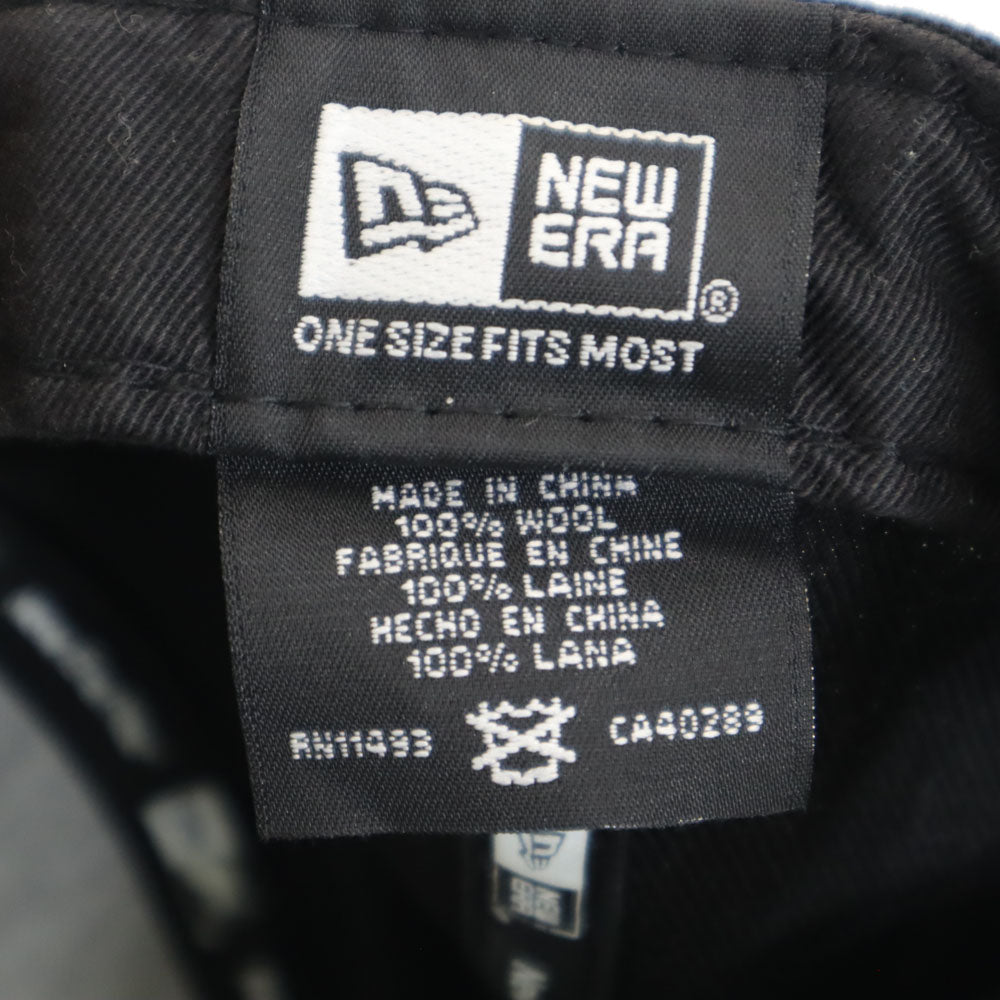 NEW
ERA
®
ONE SIZE FITS MOST
MADE IN CHINA
100% WOOL
FABRIQUE EN CHINE
100% LAINE
HECHO EN CHINA
100% LANA
RN11493
CA40289